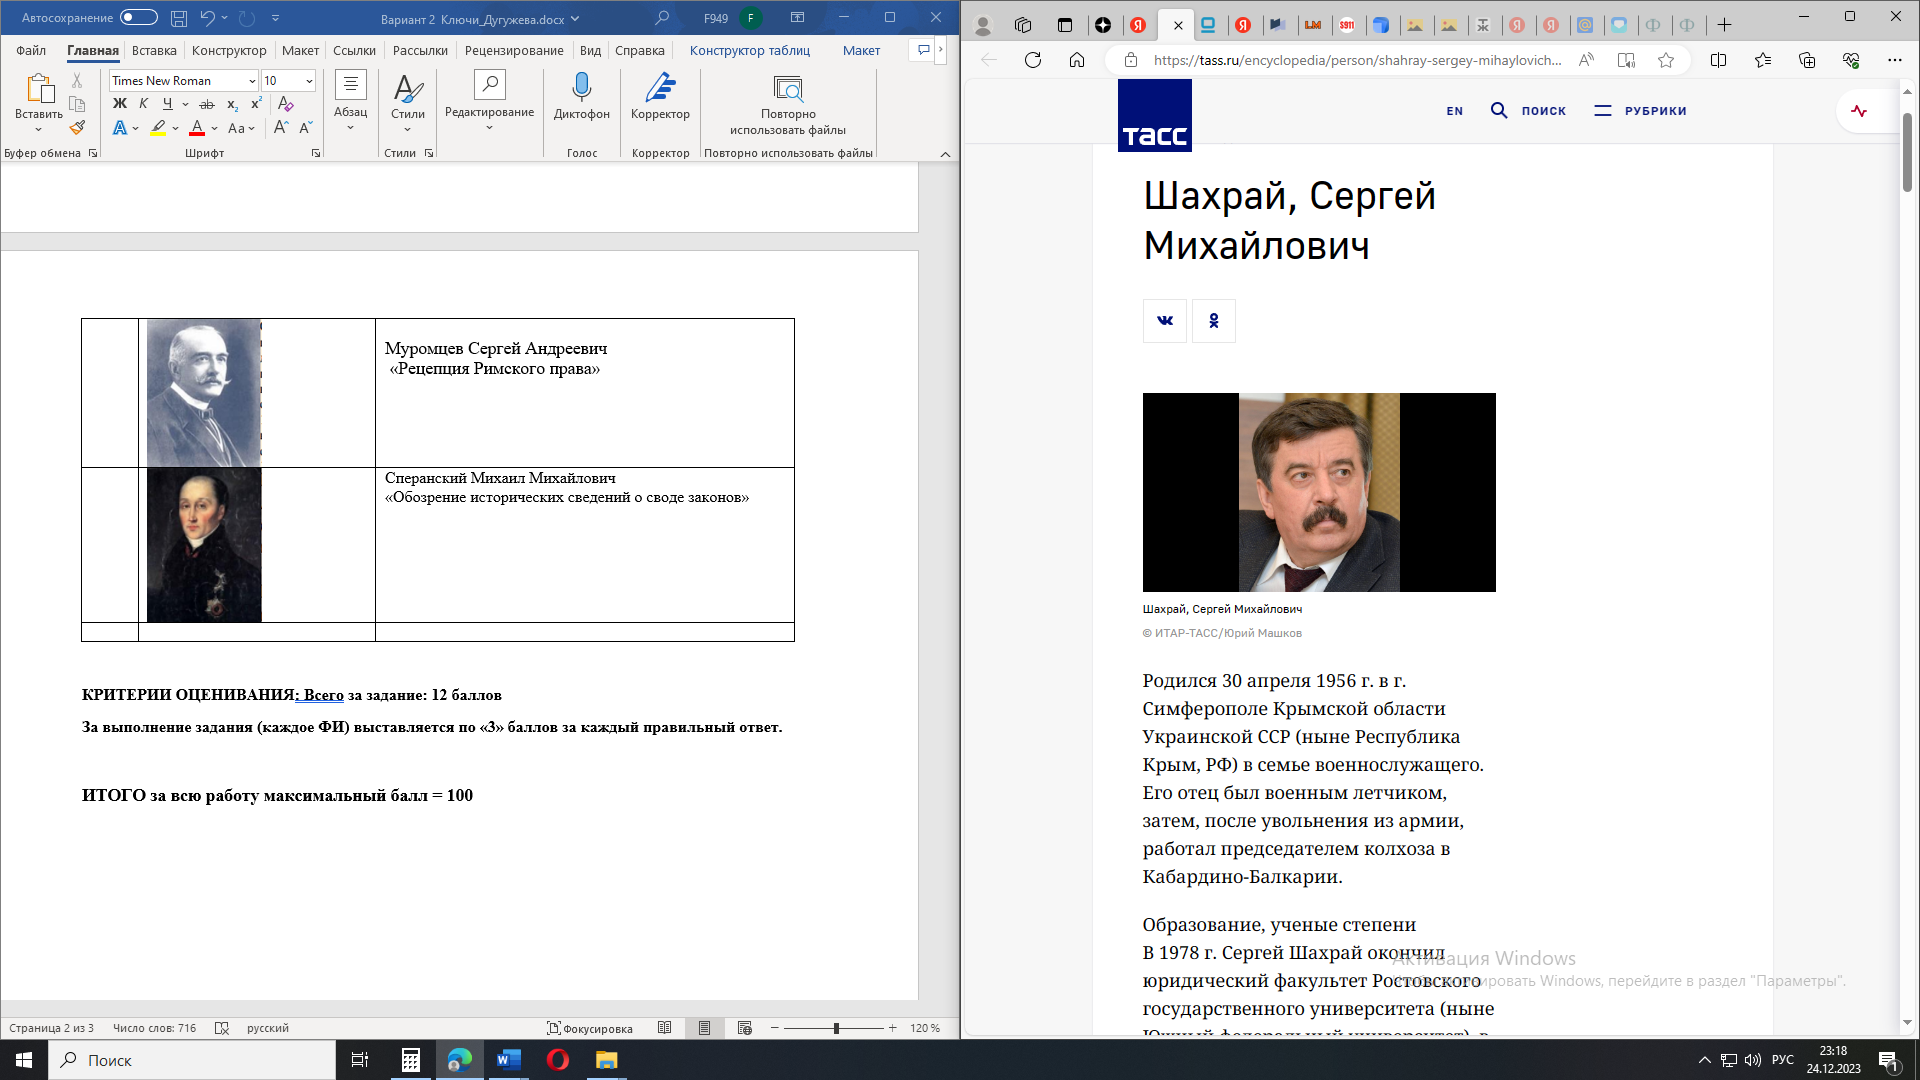 Автосохранение
Вариант 2 Ключи_Дугужева.docx
F949
F
Файл
Главная
Вставка
Конструктор
Макет
Ссылки
Рассылки
Рецензирование
Вид
Справка
Конструктор таблиц
Макет
Вставить
Times New Roman
10
Ж К Ч ab x₂ x²
A A Aa A A
Абзац
Стили
Редактирование
Диктофон
Корректор
Повторно
использовать файлы
Буфер обмена
Шрифт
Стили
Голос
Корректор
Повторно использовать файлы
Муромцев Сергей Андреевич
«Рецепция Римского права»
Сперанский Михаил Михайлович
«Обозрение исторических сведений о своде законов»
КРИТЕРИИ ОЦЕНИВАНИЯ: Всего за задание: 12 баллов
За выполнение задания (каждое ФИ) выставляется по «3» баллов за каждый правильный ответ.
ИТОГО за всю работу максимальный балл = 100
Страница 2 из 3
Число слов: 716
русский
Фокусировка
120 %
https://tass.ru/encyclopedia/person/shahray-sergey-mihaylovich...
ТАСС
EN
ПОИСК
РУБРИКИ
Шахрай, Сергей
Михайлович
Шахрай, Сергей Михайлович
© ИТАР-ТАСС/Юрий Машков
Родился 30 апреля 1956 г. в г.
Симферополе Крымской области
Украинской ССР (ныне Республика
Крым, РФ) в семье военнослужащего.
Его отец был военным летчиком,
затем, после увольнения из армии,
работал председателем колхоза в
Кабардино-Балкарии.
Образование, ученые степени
В 1978 г. Сергей Шахрай окончил
юридический факультет Ростовского
государственного университета (ныне
Южный федеральный университет), в
Активация Windows
Чтобы активировать Windows, перейдите в раздел "Параметры".
Поиск
РУС
23:18
24.12.2023
1